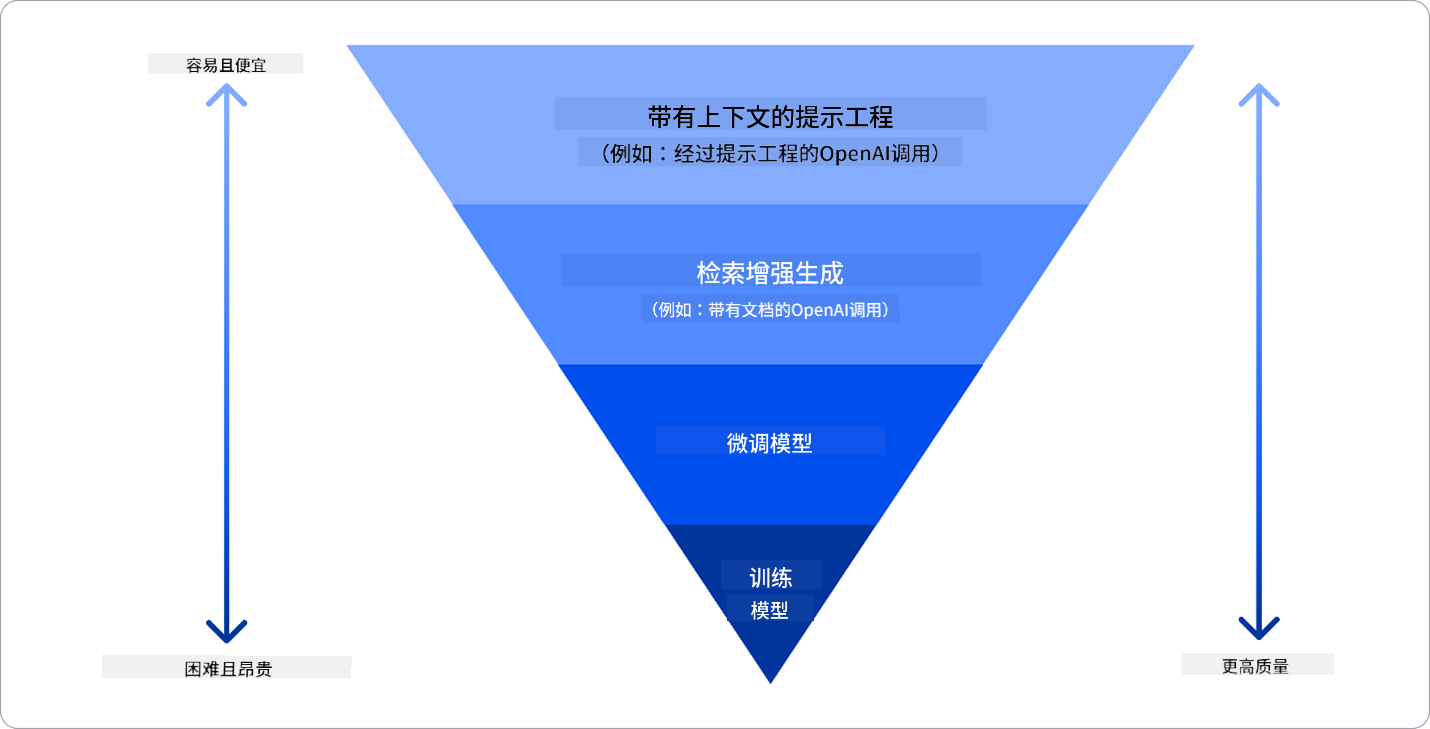 容易且便宜
带有上下文的提示工程
（例如：经过提示工程的OpenAI调用）
检索增强生成
（例如：带有文档的OpenAI调用）
微调模型
训练
模型
困难且昂贵
更高质量